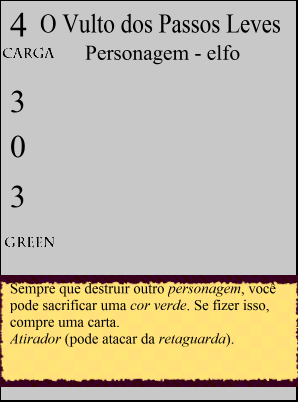 4 O Vulto dos Passos Leves
CARGA Personagem - elfo
3
0
3
GREEN
Sempre que destruir outro personagem, você
pode sacrificar uma cor verde. Se fizer isso,
compre uma carta.
Atirador (pode atacar da retaguarda).